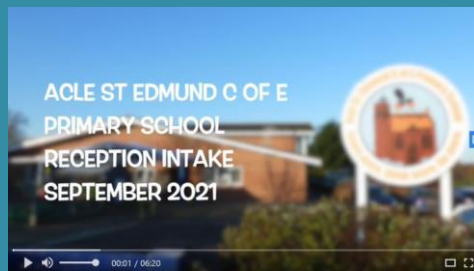 ACLE ST EDMUND C OF E
PRIMARY SCHOOL
RECEPTION INTAKE
SEPTEMBER 2021
00:01 / 06:20